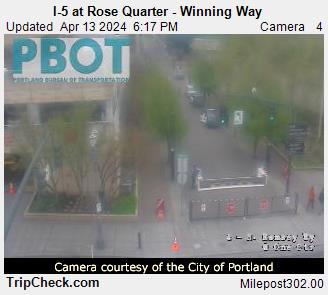 I-5 at Rose Quarter - Winning Way
Updated Apr 13 2024 6:17 PM Camera 4
PBOT
PORTLAND BUREAU OF TRANSPORTATION
Camera courtesy of the City of Portland
TripCheck.com Milepost302.00